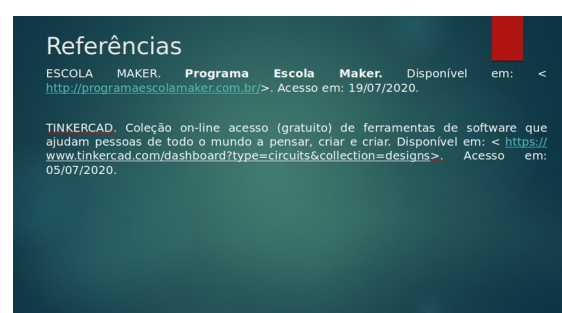 Referências
ESCOLA MAKER. Programa Escola Maker. Disponível em: <
http://programaescolamaker.com.br/>. Acesso em: 19/07/2020.
TINKERCAD. Coleção on-line acesso (gratuito) de ferramentas de software que
ajudam pessoas de todo o mundo a pensar, criar e criar. Disponível em: < https://
www.tinkercad.com/dashboard?type=circuits&collection=designs>. Acesso em:
05/07/2020.